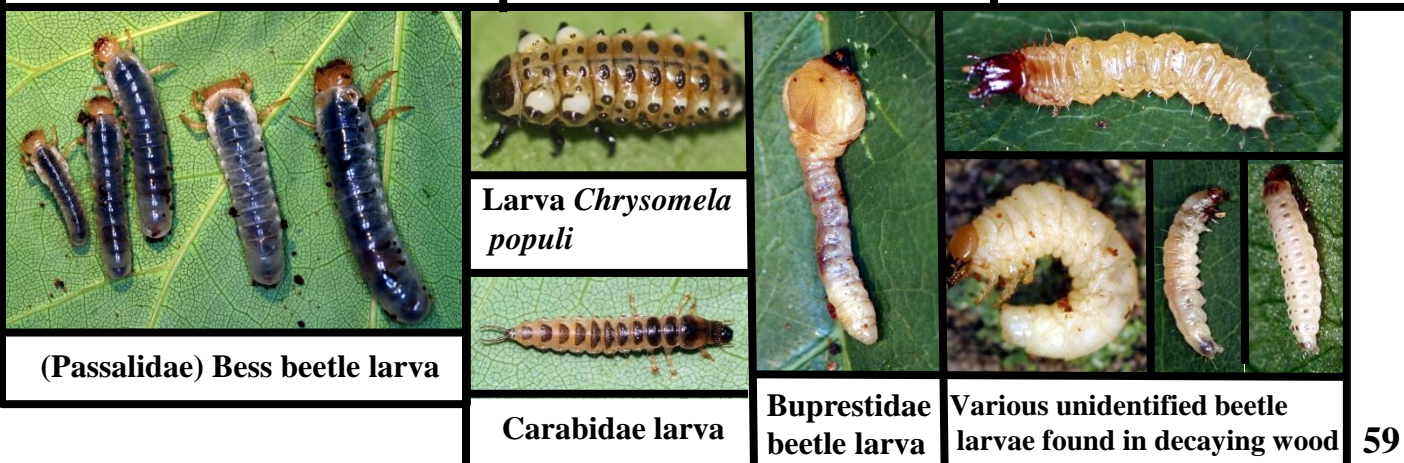 (Passalidae) Bess beetle larva
Larva Chrysomela
populi
Carabidae larva
Buprestidae
beetle larva
Various unidentified beetle
larvae found in decaying wood
59